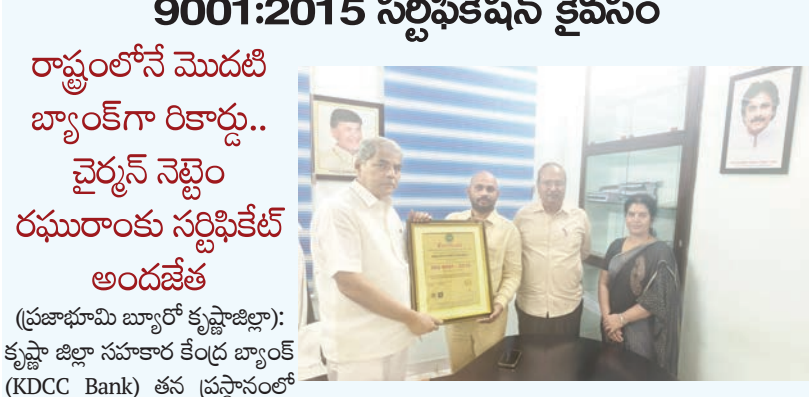 9001:2015 సర్టిఫికేషన్ కైవసం
రాష్ట్రంలోనే మొదటి
బ్యాంక్‌గా రికార్డు..
చైర్మన్ నెట్టెం
రఘురాంకు సర్టిఫికేట్
అందజేత
(ప్రజాభూమి బ్యూరో కృష్ణాజిల్లా):
కృష్ణా జిల్లా సహకార కేంద్ర బ్యాంక్
(KDCC Bank) తన ప్రస్థానంలో